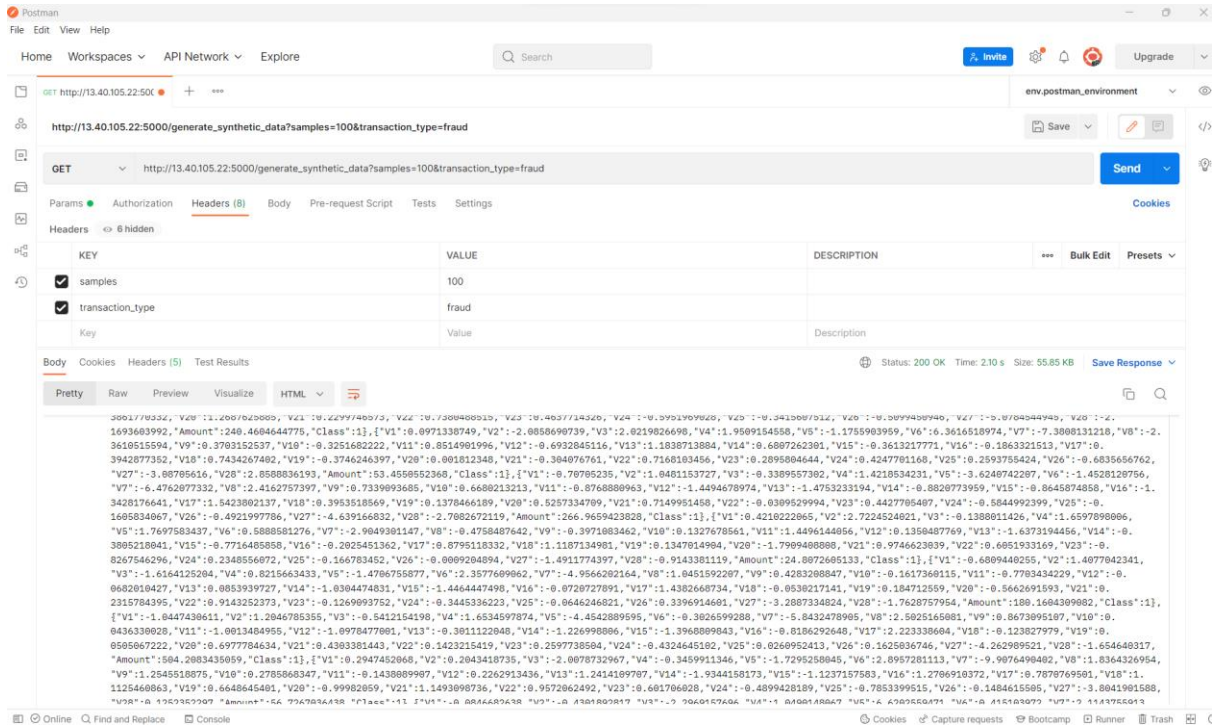 Postman
File Edit View Help
Home Workspaces API Network Explore
Search
Invite
Upgrade
GET http://13.40.105.22:500
env.postman_environment
http://13.40.105.22:5000/generate_synthetic_data?samples=100&transaction_type=fraud
Save
GET http://13.40.105.22:5000/generate_synthetic_data?samples=100&transaction_type=fraud
Send
Params Authorization Headers (8) Body Pre-request Script Tests Settings
Cookies
Headers 6 hidden
KEY VALUE DESCRIPTION Bulk Edit Presets
samples 100
transaction_type fraud
Key Value Description
Body Cookies Headers (5) Test Results
Status: 200 OK Time: 2.10 s Size: 55.85 KB Save Response
Pretty Raw Preview Visualize HTML
1693603992,"Amount":240.4604644775,"Class":1},{"V1":0.0971338749,"V2":-2.0858690739,"V3":2.0219826698,"V4":1.9509154558,"V5":-1.1755903959,"V6":6.3616518974,"V7":-7.3808131218,"V8":-2.
3610515594,"V9":0.3703152537,"V10":-0.3251682222,"V11":0.8514901996,"V12":-0.6932845116,"V13":1.1838713884,"V14":0.6807262301,"V15":-0.3613217771,"V16":-0.1863321513,"V17":0.
3942877352,"V18":0.7434267402,"V19":-0.3746246397,"V20":0.001812348,"V21":-0.304076761,"V22":0.7168103456,"V23":0.2895804644,"V24":0.4247701168,"V25":0.2593755424,"V26":-0.6835656762,
"V27":-3.08705616,"V28":2.8588836193,"Amount":53.4550552368,"Class":1},{"V1":-0.70705235,"V2":1.0481153727,"V3":-0.3389557302,"V4":1.4218534231,"V5":-3.6240742207,"V6":-1.4528120756,
"V7":-6.4762077332,"V8":2.4162757397,"V9":0.7339093685,"V10":0.6680213213,"V11":-0.8768880963,"V12":-1.4494678974,"V13":-1.4753233194,"V14":-0.8820773959,"V15":-0.8645874858,"V16":-1.
3428176641,"V17":1.5423802137,"V18":0.3953518569,"V19":0.1378466189,"V20":0.5257334709,"V21":0.7149951458,"V22":-0.0309529994,"V23":0.4427705407,"V24":-0.5844992399,"V25":-0.
1605834067,"V26":-0.4921997786,"V27":-4.639166832,"V28":-2.7082672119,"Amount":266.9659423828,"Class":1},{"V1":0.4210222065,"V2":2.7224524021,"V3":-0.1388011426,"V4":1.6597898006,
"V5":1.7697583437,"V6":0.5888581276,"V7":-2.9049301147,"V8":-0.4758487642,"V9":-0.3971083462,"V10":0.1327678561,"V11":1.4496144056,"V12":0.1350487769,"V13":-1.6373194456,"V14":-0.
3805218041,"V15":-0.7716485858,"V16":-0.2025451362,"V17":0.8795118332,"V18":1.1187134981,"V19":0.1347014904,"V20":-1.7909408808,"V21":0.9746623039,"V22":0.6051933169,"V23":-0.
8267546296,"V24":0.2348556072,"V25":-0.166783452,"V26":-0.0009204894,"V27":-1.4911774397,"V28":-0.9143381119,"Amount":24.8072605133,"Class":1},{"V1":-0.6809440255,"V2":1.4077042341,
"V3":-1.6164125204,"V4":0.8215663433,"V5":-1.4706755877,"V6":2.3577609062,"V7":-4.9566202164,"V8":1.0451592207,"V9":0.4283208847,"V10":-0.1617360115,"V11":-0.7703434229,"V12":-0.
0682010427,"V13":0.0853939727,"V14":-1.0304474831,"V15":-1.4464447498,"V16":-0.0720727891,"V17":1.4382668734,"V18":-0.0530217141,"V19":0.184712559,"V20":-0.5662691593,"V21":0.
2315784395,"V22":0.9143252373,"V23":-0.1269093752,"V24":-0.3445336223,"V25":-0.0646246821,"V26":0.3396914601,"V27":-3.2887334824,"V28":-1.7628757954,"Amount":180.1604309082,"Class":1},
{"V1":-1.0447430611,"V2":1.2046785355,"V3":-0.5412154198,"V4":1.6534597874,"V5":-4.4542889595,"V6":-0.3026599288,"V7":-5.8432478905,"V8":2.5025165081,"V9":0.8673095107,"V10":0.
0436330028,"V11":-1.0013484955,"V12":-1.0978477001,"V13":-0.3011122048,"V14":-1.226998806,"V15":-1.3968809843,"V16":-0.8186292648,"V17":2.223338604,"V18":-0.123827979,"V19":0.
0505067222,"V20":0.6977784634,"V21":0.4303381443,"V22":0.1423215419,"V23":0.2597738504,"V24":-0.4324645102,"V25":0.0260952413,"V26":0.1625036746,"V27":-4.262989521,"V28":-1.654640317,
"Amount":504.2083435059,"Class":1},{"V1":0.2947452068,"V2":0.2043418735,"V3":-2.0078732967,"V4":-0.3459911346,"V5":-1.7295258045,"V6":2.8957281113,"V7":-9.9076490402,"V8":1.8364326954,
"V9":1.2545518875,"V10":0.2785868347,"V11":-0.1438089907,"V12":0.2262913436,"V13":1.2414109707,"V14":-1.9344158173,"V15":-1.1237157583,"V16":1.2706910372,"V17":0.7870769501,"V18":1.
1125460863,"V19":0.6648645401,"V20":-0.99982059,"V21":1.1493098736,"V22":0.9572062492,"V23":0.601706028,"V24":-0.4899428189,"V25":-0.7853399515,"V26":-0.1484615505,"V27":-3.8041901588,
Online Find and Replace Console
Cookies Capture requests Bootcamp Runner Trash